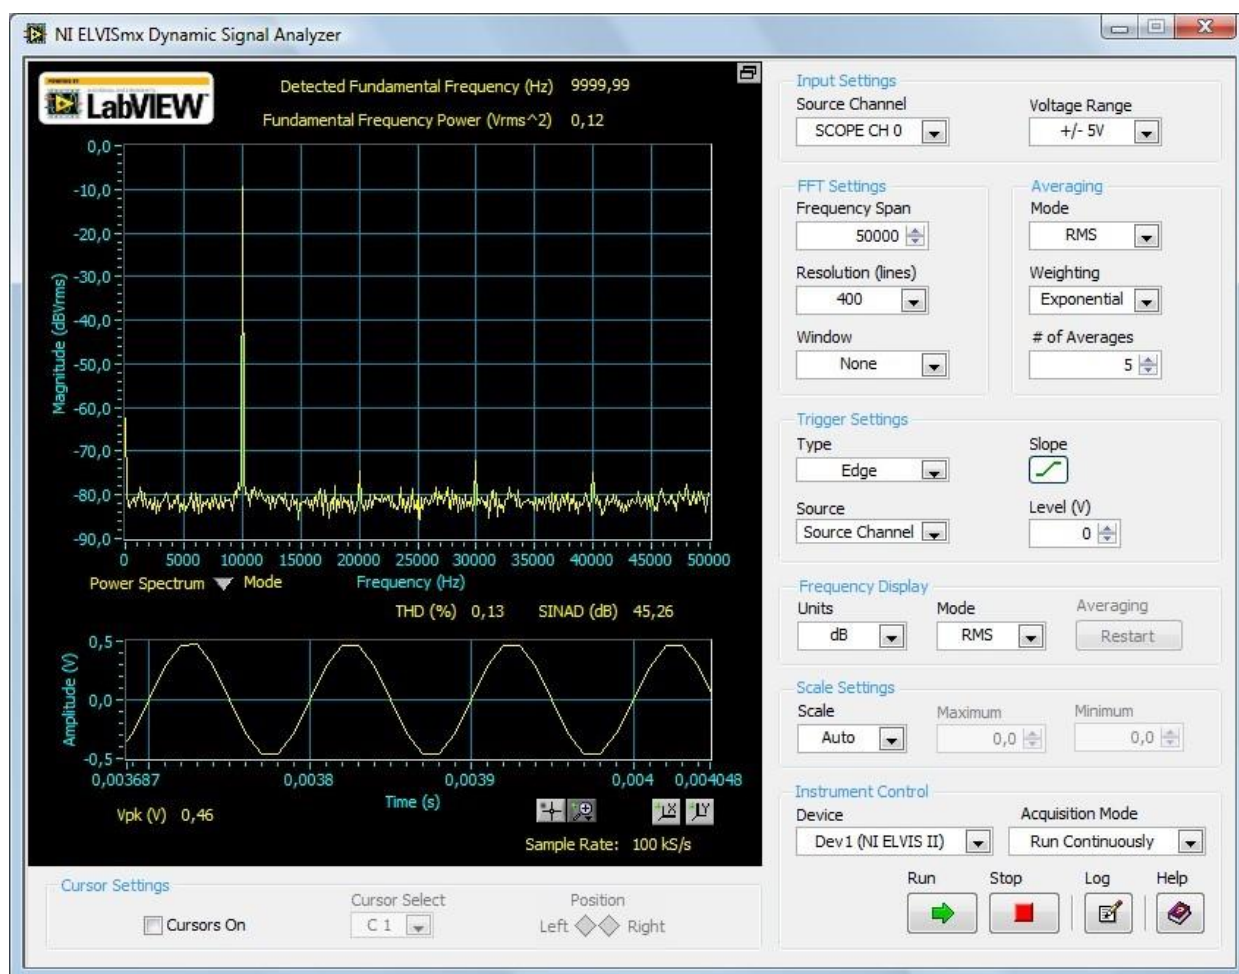 NI ELVISmx Dynamic Signal Analyzer
LabVIEW
Detected Fundamental Frequency (Hz) 9999,99
Fundamental Frequency Power (Vrms^2) 0,12
Magnitude (dBVrms)
0,0
-10,0
-20,0
-30,0
-40,0
-50,0
-60,0
-70,0
-80,0
-90,0
0 5000 10000 15000 20000 25000 30000 35000 40000 45000 50000
Power Spectrum Mode Frequency (Hz)
THD (%) 0,13 SINAD (dB) 45,26
Amplitude (V)
0,5
0,0
-0,5
0,003687 0,0038 0,0039 0,004 0,004048
Time (s)
Vpk (V) 0,46
Sample Rate: 100 kS/s
Cursor Settings
Cursors On
Cursor Select
C 1
Position
Left Right
Input Settings
Source Channel Voltage Range
SCOPE CH 0 +/- 5V
FFT Settings
Frequency Span
50000
Resolution (lines)
400
Window
None
Averaging
Mode
RMS
Weighting
Exponential
# of Averages
5
Trigger Settings
Type Slope
Edge
Source Level (V)
Source Channel 0
Frequency Display
Units Mode Averaging
dB RMS Restart
Scale Settings
Scale Maximum Minimum
Auto 0,0 0,0
Instrument Control
Device Acquisition Mode
Dev1 (NI ELVIS II) Run Continuously
Run Stop Log Help